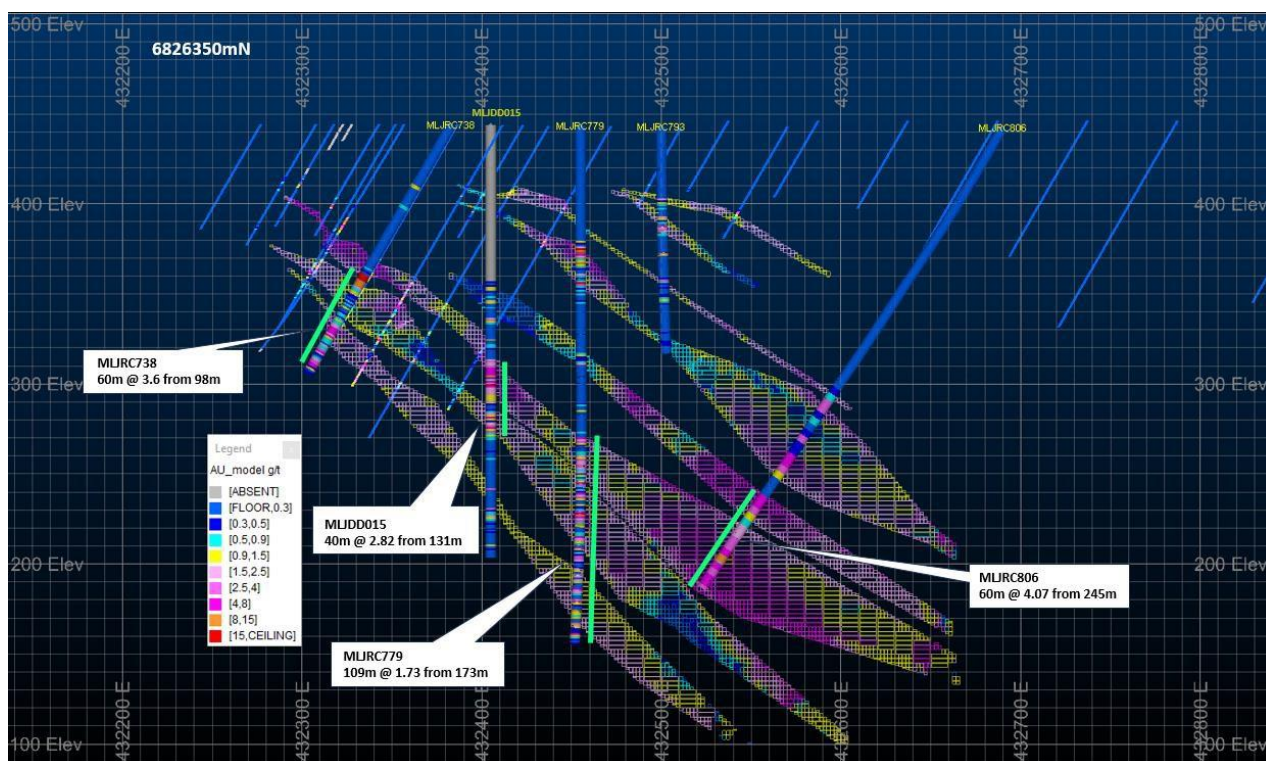 500 Elev
500 Elev
6826350mN
432200 E
432300 E
432400 E
432500 E
432600 E
432700 E
432800 E
MLJRC738
MLJDD015
MLJRC779
MLJRC793
MLJRC806
400 Elev
400 Elev
MLJRC738
60m @ 3.6 from 98m
300 Elev
300 Elev
Legend
AU_model g/t
[ABSENT]
[FLOOR,0.3]
[0.3,0.5]
[0.5,0.9]
[0.9,1.5]
[1.5,2.5]
[2.5,4]
[4,8]
[8,15]
[15,CEILING]
MLJDD015
40m @ 2.82 from 131m
200 Elev
200 Elev
MLJRC806
60m @ 4.07 from 245m
MLJRC779
109m @ 1.73 from 173m
432200 E
432300 E
432400 E
432500 E
432600 E
432700 E
432800 E
100 Elev